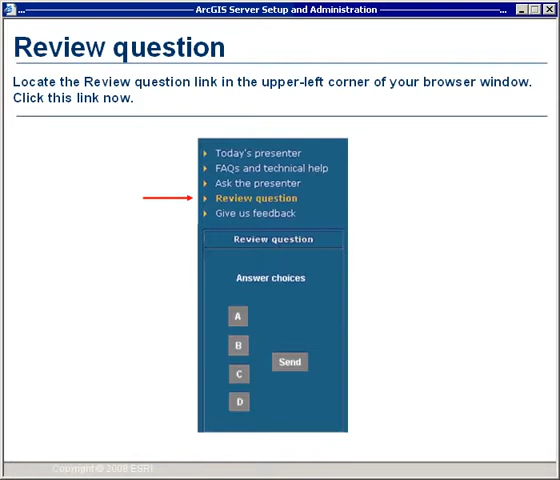 ... ArcGIS Server Setup and Administration
Review question
Locate the Review question link in the upper-left corner of your browser window.
Click this link now.
Today's presenter
FAQs and technical help
Ask the presenter
Review question
Give us feedback
Review question
Answer choices
A
B
C
D
Send
Copyright © 2008 ESRI